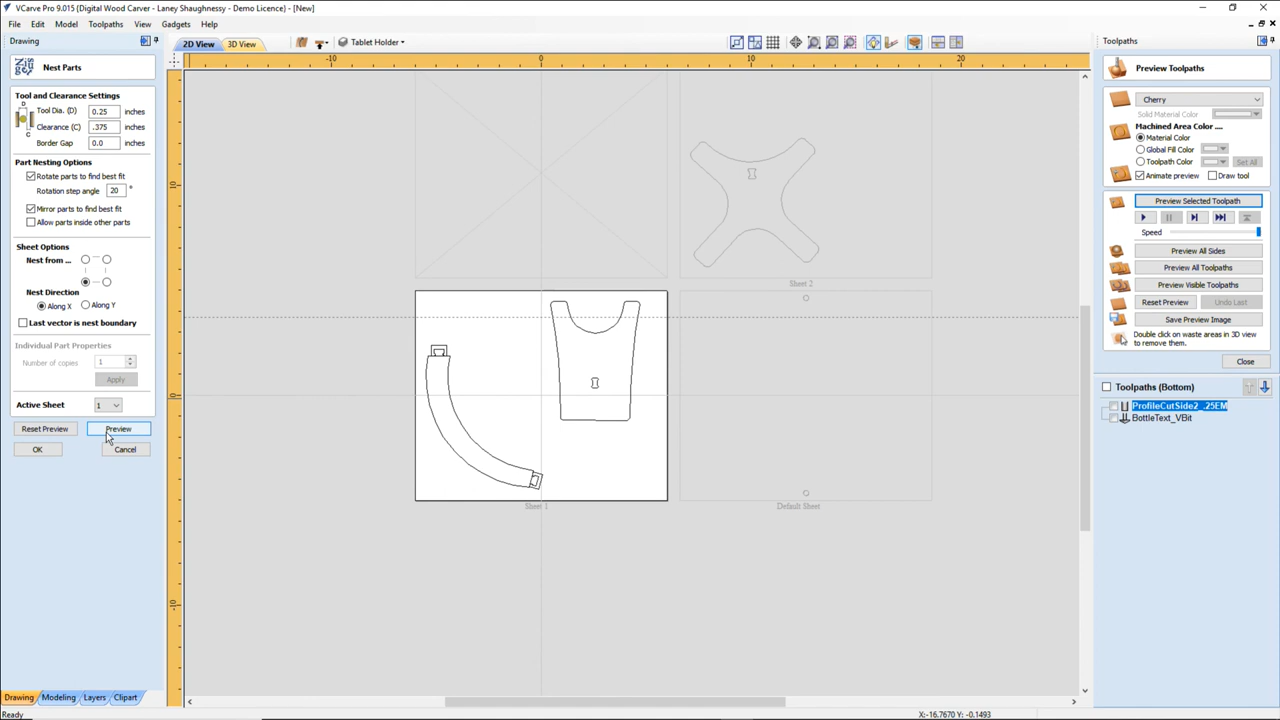 VCarve Pro 9.015 (Digital Wood Carver - Laney Shaughnessy - Demo Licence) - [New]
File Edit Model Toolpaths View Gadgets Help
Drawing
Nest Parts
Tool and Clearance Settings
D
Tool Dia. (D) 0.25 inches
Clearance (C) .375 inches
C
Border Gap 0.0 inches
Part Nesting Options
Rotate parts to find best fit
Rotation step angle 20 °
Mirror parts to find best fit
Allow parts inside other parts
Sheet Options
Nest from ...
Nest Direction
Along X Along Y
Last vector is nest boundary
Individual Part Properties
Number of copies 1
Apply
Active Sheet 1
Reset Preview Preview
OK Cancel
Drawing Modeling Layers Clipart
Ready
2D View 3D View
Tablet Holder
-10 0 10 20
10
0
-10
Sheet 2
Sheet 1
Default Sheet
X:-16.7670 Y: -0.1493
Toolpaths
Preview Toolpaths
Cherry
Solid Material Color
Machined Area Color ....
Material Color
Global Fill Color
Toolpath Color Set All
Animate preview Draw tool
Preview Selected Toolpath
Speed
Preview All Sides
Preview All Toolpaths
Preview Visible Toolpaths
Reset Preview Undo Last
Save Preview Image
Double click on waste areas in 3D view
to remove them.
Close
Toolpaths (Bottom)
ProfileCutSide2_.25EM
BottleText_VBit